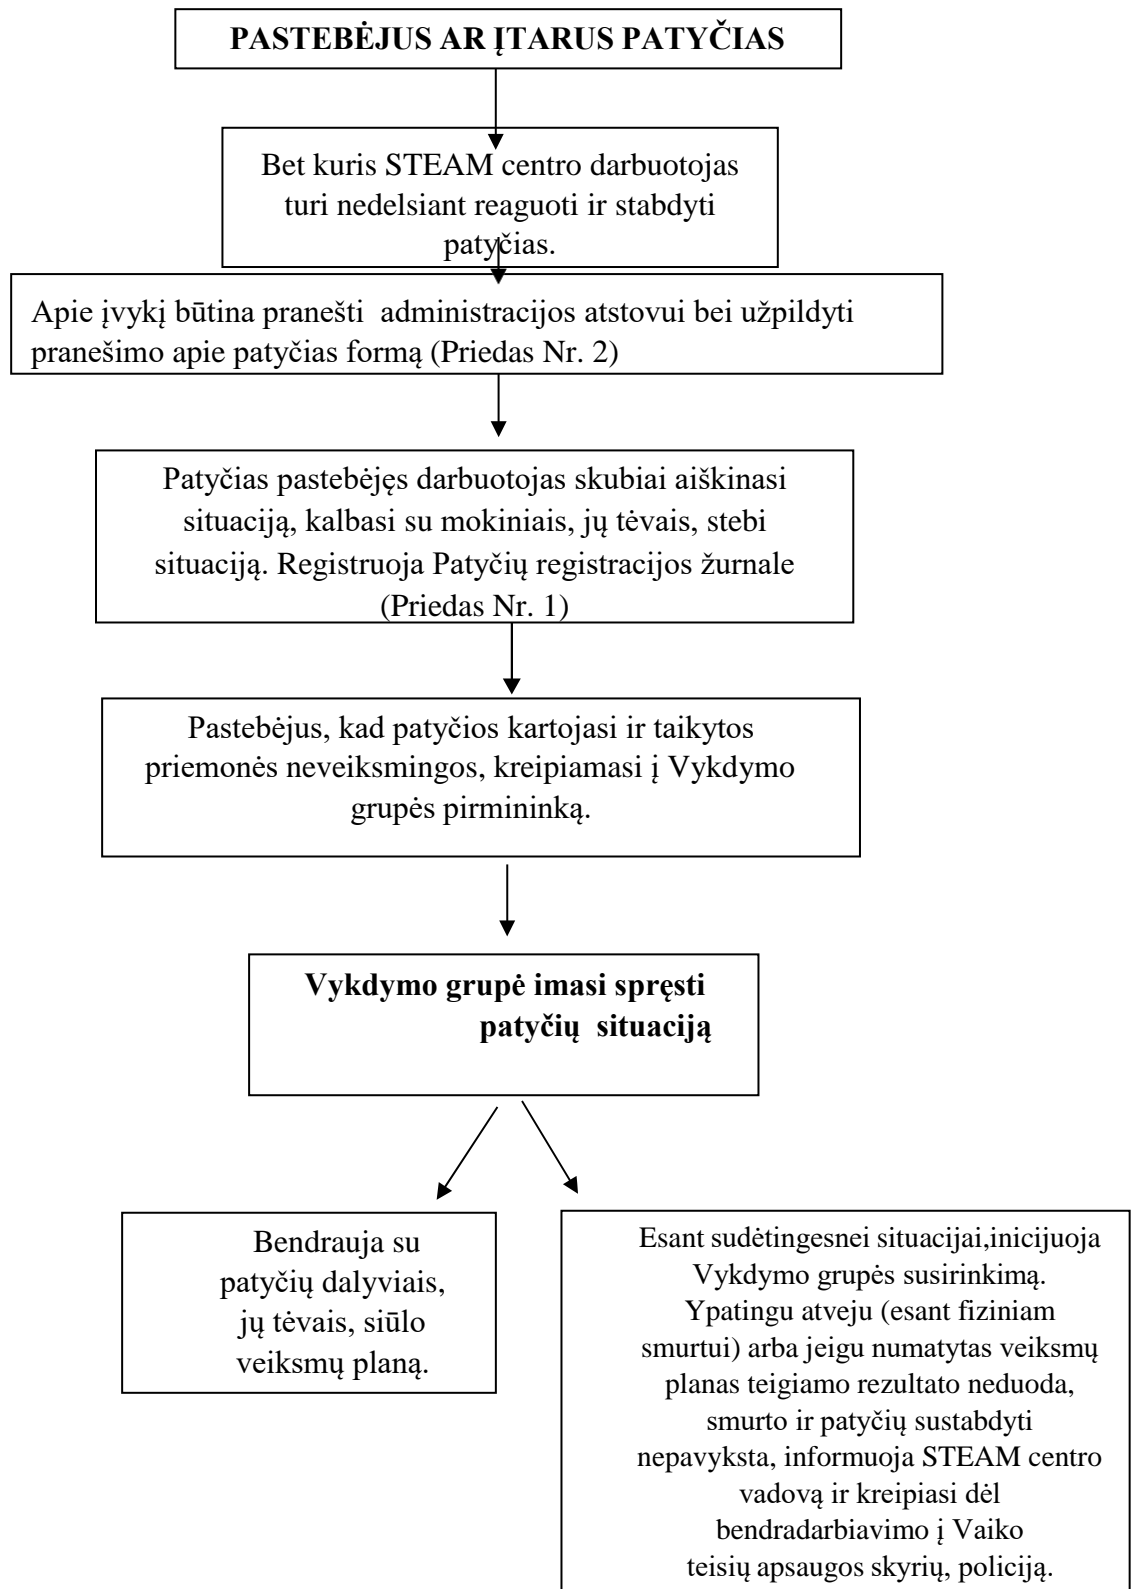 PASTEBĖJUS AR ĮTARUS PATYČIAS
Bet kuris STEAM centro darbuotojas
turi nedelsiant reaguoti ir stabdyti
patyčias.
Apie įvykį būtina pranešti  administracijos atstovui bei užpildyti
pranešimo apie patyčias formą (Priedas Nr. 2)
Patyčias pastebėjęs darbuotojas skubiai aiškinasi
situaciją, kalbasi su mokiniais, jų tėvais, stebi
situaciją. Registruoja Patyčių registracijos žurnale
(Priedas Nr. 1)
Pastebėjus, kad patyčios kartojasi ir taikytos
priemonės neveiksmingos, kreipiamasi į Vykdymo
grupės pirmininką.
Vykdymo grupė imasi spręsti
patyčių  situaciją
Bendrauja su
patyčių dalyviais,
jų tėvais, siūlo
veiksmų planą.
Esant sudėtingesnei situacijai,inicijuoja
Vykdymo grupės susirinkimą.
Ypatingu atveju (esant fiziniam
smurtui) arba jeigu numatytas veiksmų
planas teigiamo rezultato neduoda,
smurto ir patyčių sustabdyti
nepavyksta, informuoja STEAM centro
vadovą ir kreipiasi dėl
bendradarbiavimo į Vaiko
teisių apsaugos skyrių, policiją.